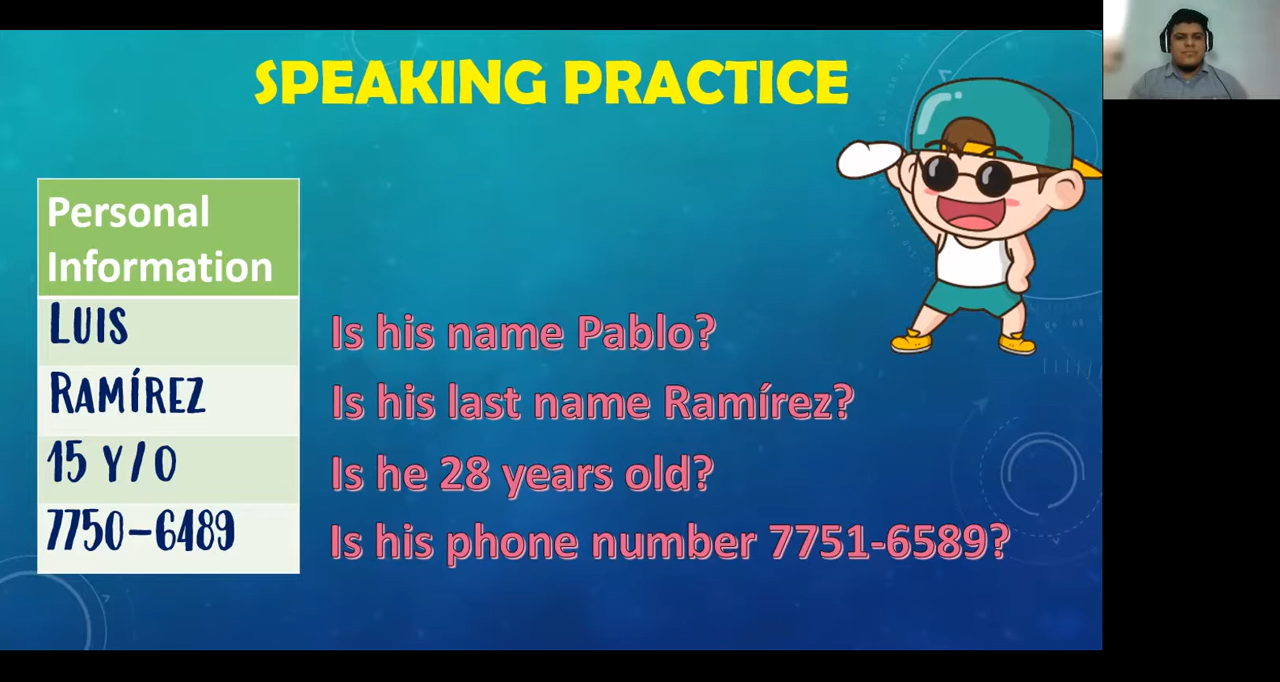 SPEAKING PRACTICE
Personal
Information
LUIS
RAMÍREZ
15 Y/O
7750-6489
Is his name Pablo?
Is his last name Ramírez?
Is he 28 years old?
Is his phone number 7751-6589?